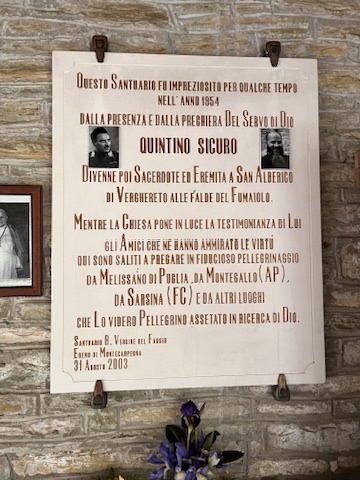 Questo Santuario fu impreziosito per qualche tempo
nell'anno 1954
dalla presenza e dalla preghiera Del Servo di Dio
QUINTINO SICURO
Divenne poi Sacerdote ed Eremita a San Alberico
di Verghereto alle falde del Fumaiolo.
Mentre la Chiesa pone in luce la testimonianza di Lui
gli Amici che ne hanno ammirato le virtù
qui sono saliti a pregare in fiducioso pellegrinaggio
da Melissano di Puglia, da Montegallo (AP),
da Sarsina (FC) e da altri luoghi
che Lo videro Pellegrino assetato in ricerca di Dio.
Santuario B. Vergine del Faggio
Eremo di Montecarpegna
31 Agosto 2003